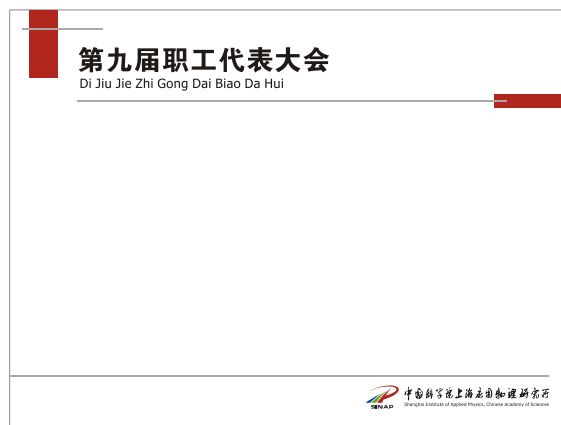 第九届职工代表大会
Di Jiu Jie Zhi Gong Dai Biao Da Hui
SINAP
中国科学院上海应用物理研究所
Shanghai Institute of Applied Physics, Chinese Academy of Sciences